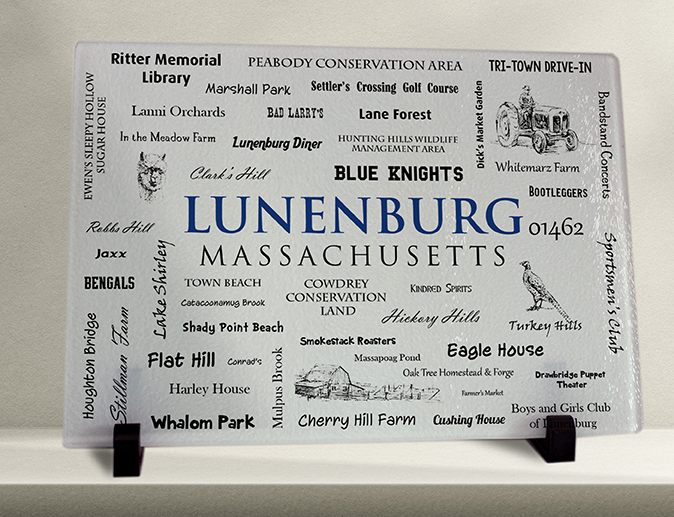 Ritter Memorial
Library
PEABODY CONSERVATION AREA
TRI-TOWN DRIVE-IN
EWEN'S SLEEPY HOLLOW
SUGAR HOUSE
Marshall Park
Settler's Crossing Golf Course
Dick's Market Garden
Bandstand Concerts
Lanni Orchards
BAD LARRY'S
Lane Forest
In the Meadow Farm
Lunenburg Diner
HUNTING HILLS WILDLIFE
MANAGEMENT AREA
Whitemarz Farm
Clark's Hill
BLUE KNIGHTS
BOOTLEGGERS
Robbs Hill
LUNENBURG 01462
MASSACHUSETTS
Jaxx
Lake Shirley
Sportsmen's Club
BENGALS
TOWN BEACH
COWDREY
CONSERVATION
LAND
KINDRED SPIRITS
Catacoonamug Brook
Hickory Hills
Turkey Hills
Houghton Bridge
Stillman Farm
Shady Point Beach
Smokestack Roasters
Eagle House
Flat Hill
Conrad's
Mulpus Brook
Massapoag Pond
Oak Tree Homestead & Forge
Drawbridge Puppet
Theater
Harley House
Farmer's Market
Whalom Park
Cherry Hill Farm
Cushing House
Boys and Girls Club
of Lunenburg